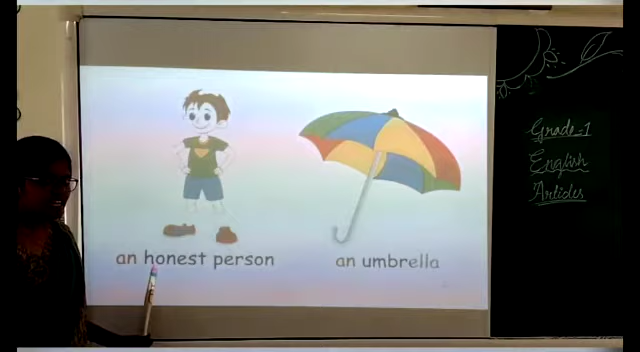 an honest person
an umbrella
Grade-1
English
Articles